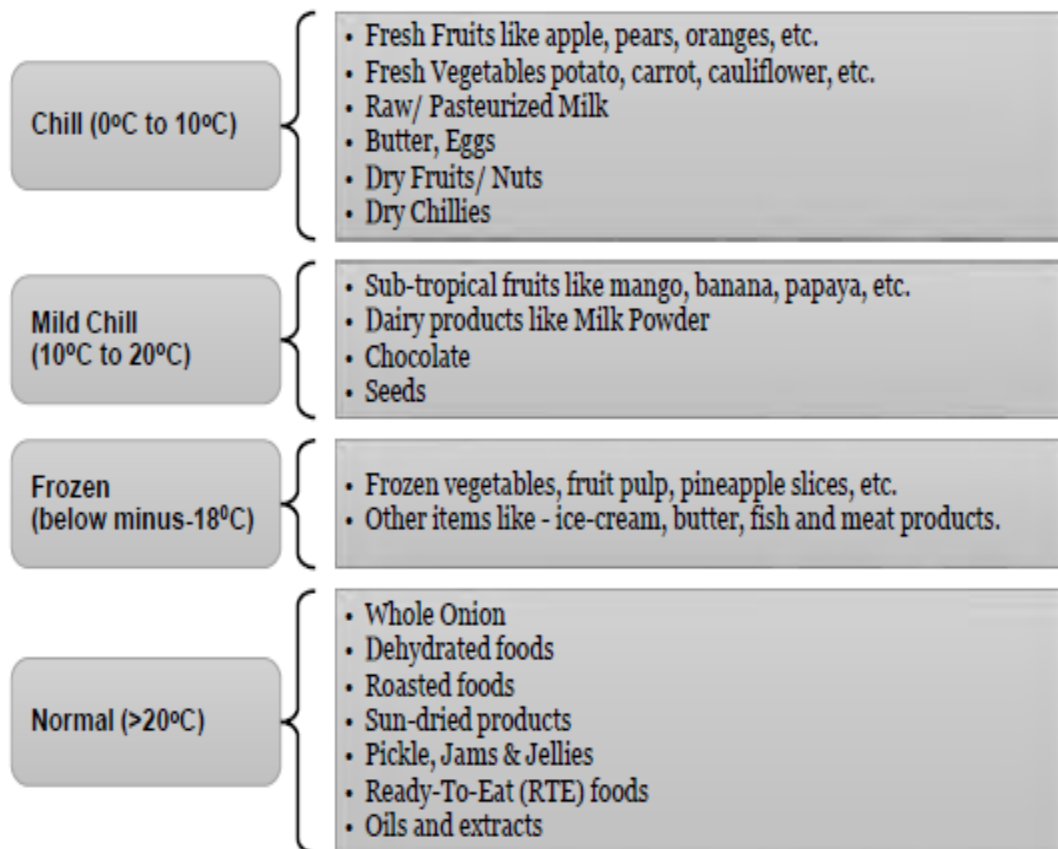 Chill (0ºC to 10ºC)
• Fresh Fruits like apple, pears, oranges, etc.
• Fresh Vegetables potato, carrot, cauliflower, etc.
• Raw/ Pasteurized Milk
• Butter, Eggs
• Dry Fruits/ Nuts
• Dry Chillies
Mild Chill
(10ºC to 20ºC)
• Sub-tropical fruits like mango, banana, papaya, etc.
• Dairy products like Milk Powder
• Chocolate
• Seeds
Frozen
(below minus-18⁰C)
• Frozen vegetables, fruit pulp, pineapple slices, etc.
• Other items like - ice-cream, butter, fish and meat products.
Normal (>20ºC)
• Whole Onion
• Dehydrated foods
• Roasted foods
• Sun-dried products
• Pickle, Jams & Jellies
• Ready-To-Eat (RTE) foods
• Oils and extracts